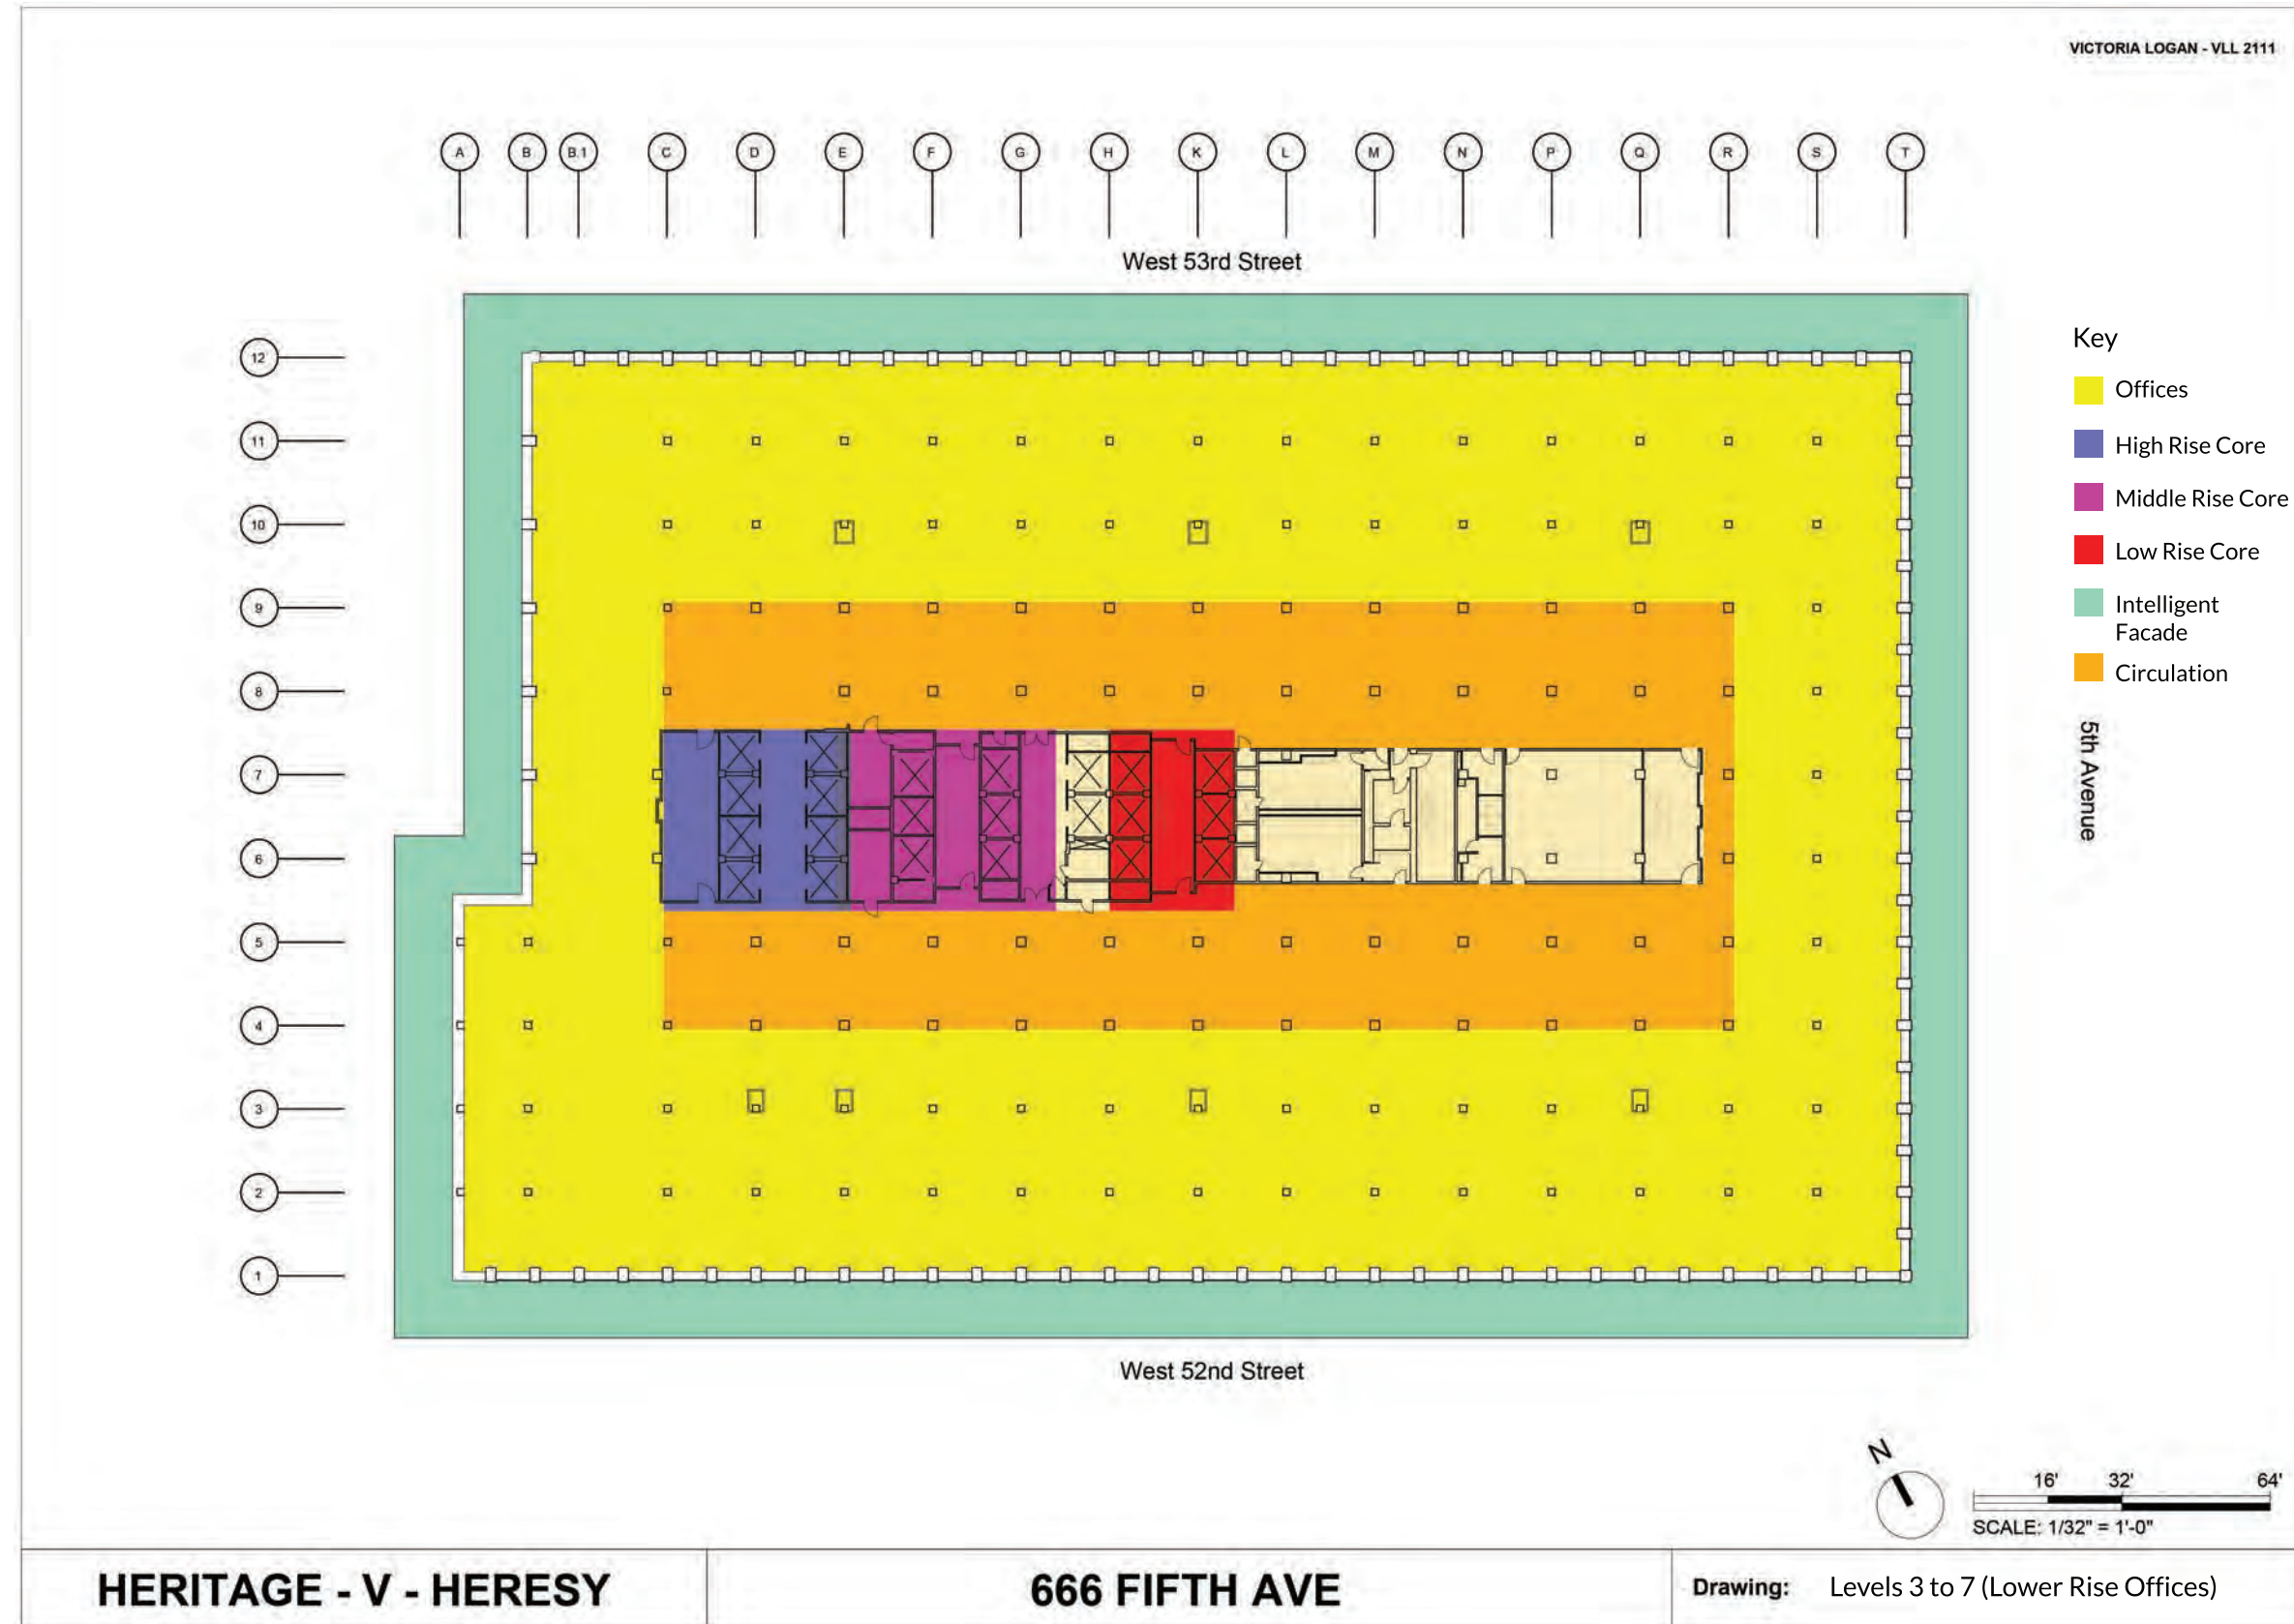 VICTORIA LOGAN - VLL 2111
A B B.1 C D E F G H K L M N P Q R S T
West 53rd Street
12
11
10
9
8
7
6
5
4
3
2
1
Key
Offices
High Rise Core
Middle Rise Core
Low Rise Core
Intelligent
Facade
Circulation
5th Avenue
West 52nd Street
N
16' 32' 64'
SCALE: 1/32" = 1'-0"
HERITAGE - V - HERESY
666 FIFTH AVE
Drawing: Levels 3 to 7 (Lower Rise Offices)